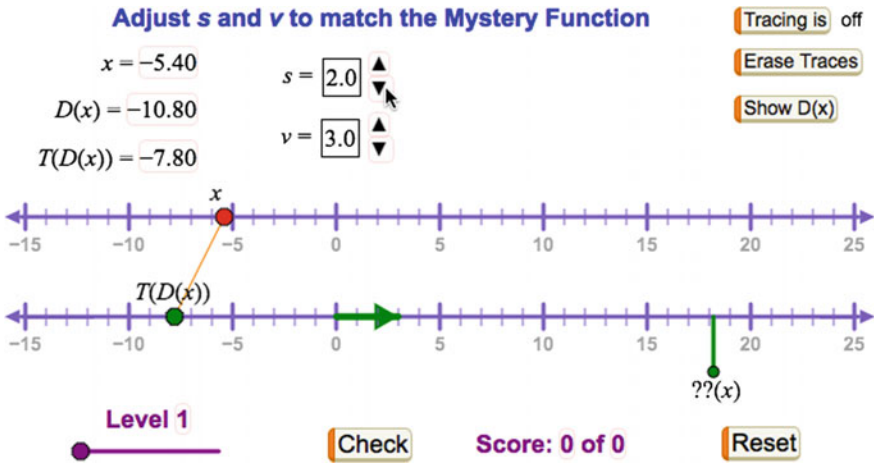 Adjust s and v to match the Mystery Function
Tracing is off
x = −5.40
s = 2.0
Erase Traces
D(x) = −10.80
Show D(x)
v = 3.0
T(D(x)) = −7.80
x
−15 −10 −5 0 5 10 15 20 25
T(D(x))
−15 −10 −5 0 5 10 15 20 25
??(x)
Level 1
Check
Score: 0 of 0
Reset